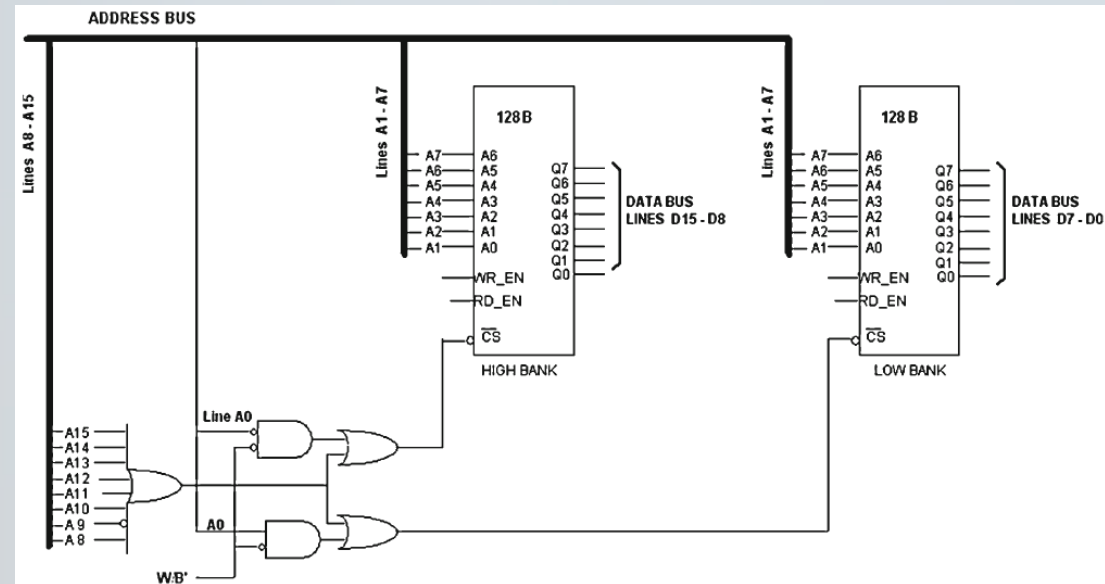 ADDRESS BUS
Lines A8 - A15
Lines A1 - A7
128 B
A7 A6
A6 A5
A5 A4
A4 A3
A3 A2
A2 A1
A1 A0
WR_EN
RD_EN
CS
Q7
Q6
Q5
Q4
Q3
Q2
Q1
Q0
DATA BUS
LINES D15 - D8
HIGH BANK
Lines A1 - A7
128 B
A7 A6
A6 A5
A5 A4
A4 A3
A3 A2
A2 A1
A1 A0
WR_EN
RD_EN
CS
Q7
Q6
Q5
Q4
Q3
Q2
Q1
Q0
DATA BUS
LINES D7 - D0
LOW BANK
Line A0
A15
A14
A13
A12
A11
A10
A 9
A 8
A0
W/B*